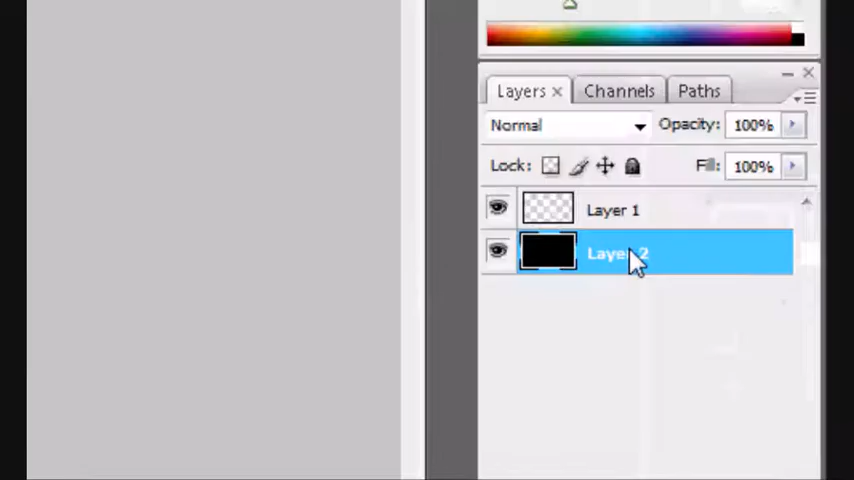 Layers Channels Paths
Normal Opacity: 100%
Lock: Fill: 100%
Layer 1
Layer 2